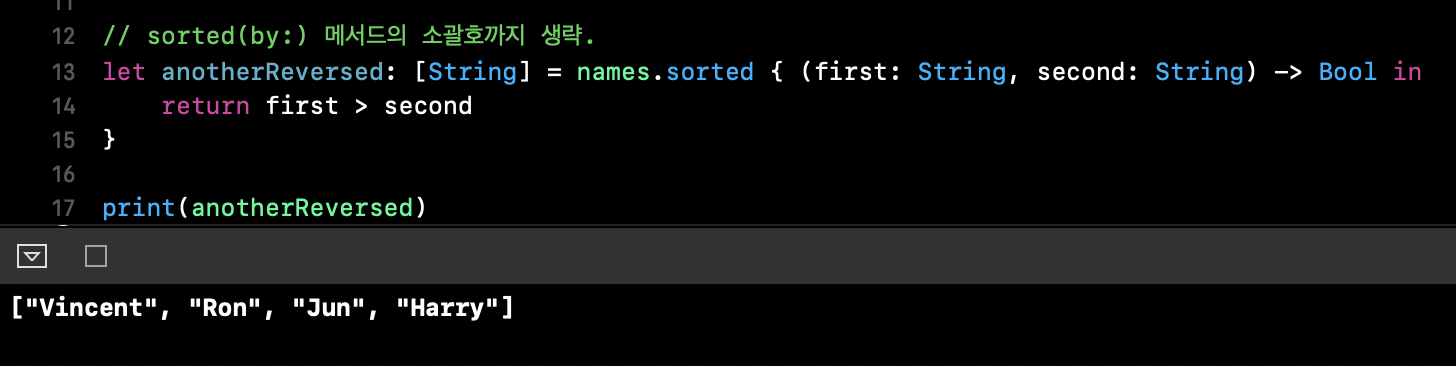 11
12 // sorted(by:) 메서드의 소괄호까지 생략.
13 let anotherReversed: [String] = names.sorted { (first: String, second: String) -> Bool in
14     return first > second
15 }
16
17 print(anotherReversed)
["Vincent", "Ron", "Jun", "Harry"]